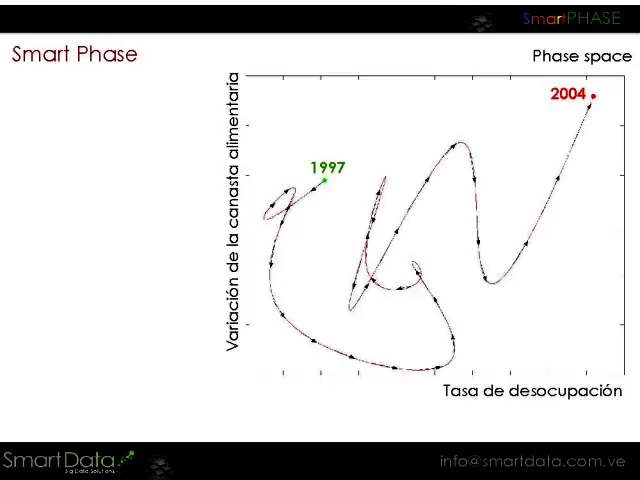 SmartPHASE
Smart Phase
Phase space
Variación de la canasta alimentaria
2004
1997
Tasa de desocupación
SmartData
Big Data Solutions
info@smartdata.com.ve